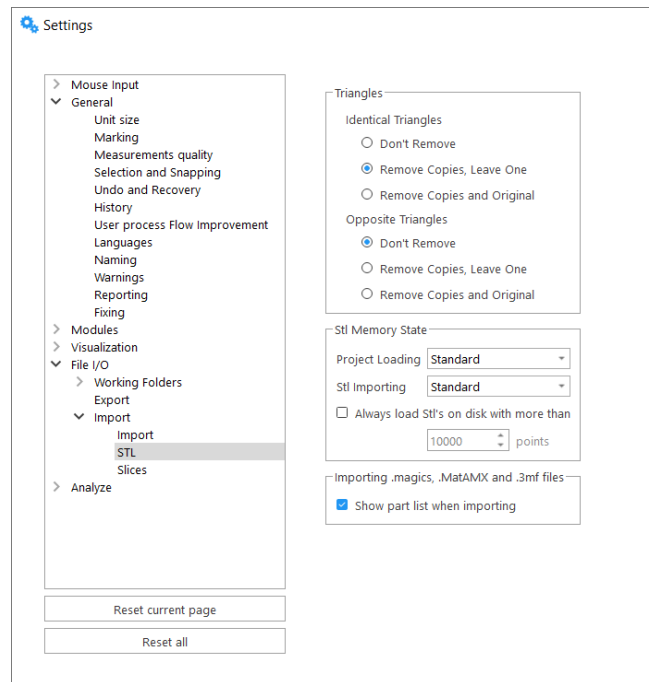 Settings
Mouse Input
General
Unit size
Marking
Measurements quality
Selection and Snapping
Undo and Recovery
History
User process Flow Improvement
Languages
Naming
Warnings
Reporting
Fixing
Modules
Visualization
File I/O
Working Folders
Export
Import
Import
STL
Slices
Analyze
Reset current page
Reset all
Triangles
Identical Triangles
Don't Remove
Remove Copies, Leave One
Remove Copies and Original
Opposite Triangles
Don't Remove
Remove Copies, Leave One
Remove Copies and Original
Stl Memory State
Project Loading Standard
Stl Importing Standard
Always load Stl's on disk with more than
10000 points
Importing .magics, .MatAMX and .3mf files
Show part list when importing